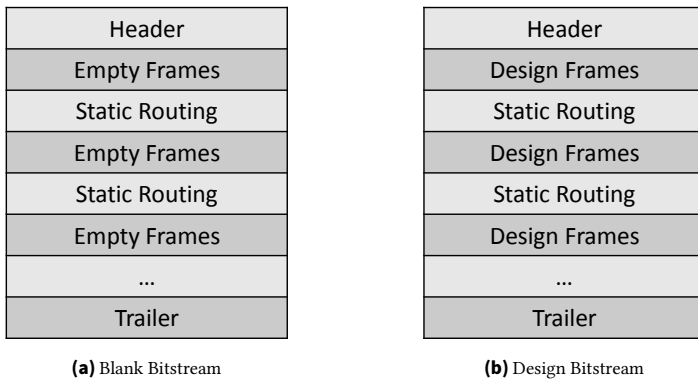 Header
Empty Frames
Static Routing
Empty Frames
Static Routing
Empty Frames
...
Trailer
(a) Blank Bitstream
Header
Design Frames
Static Routing
Design Frames
Static Routing
Design Frames
...
Trailer
(b) Design Bitstream